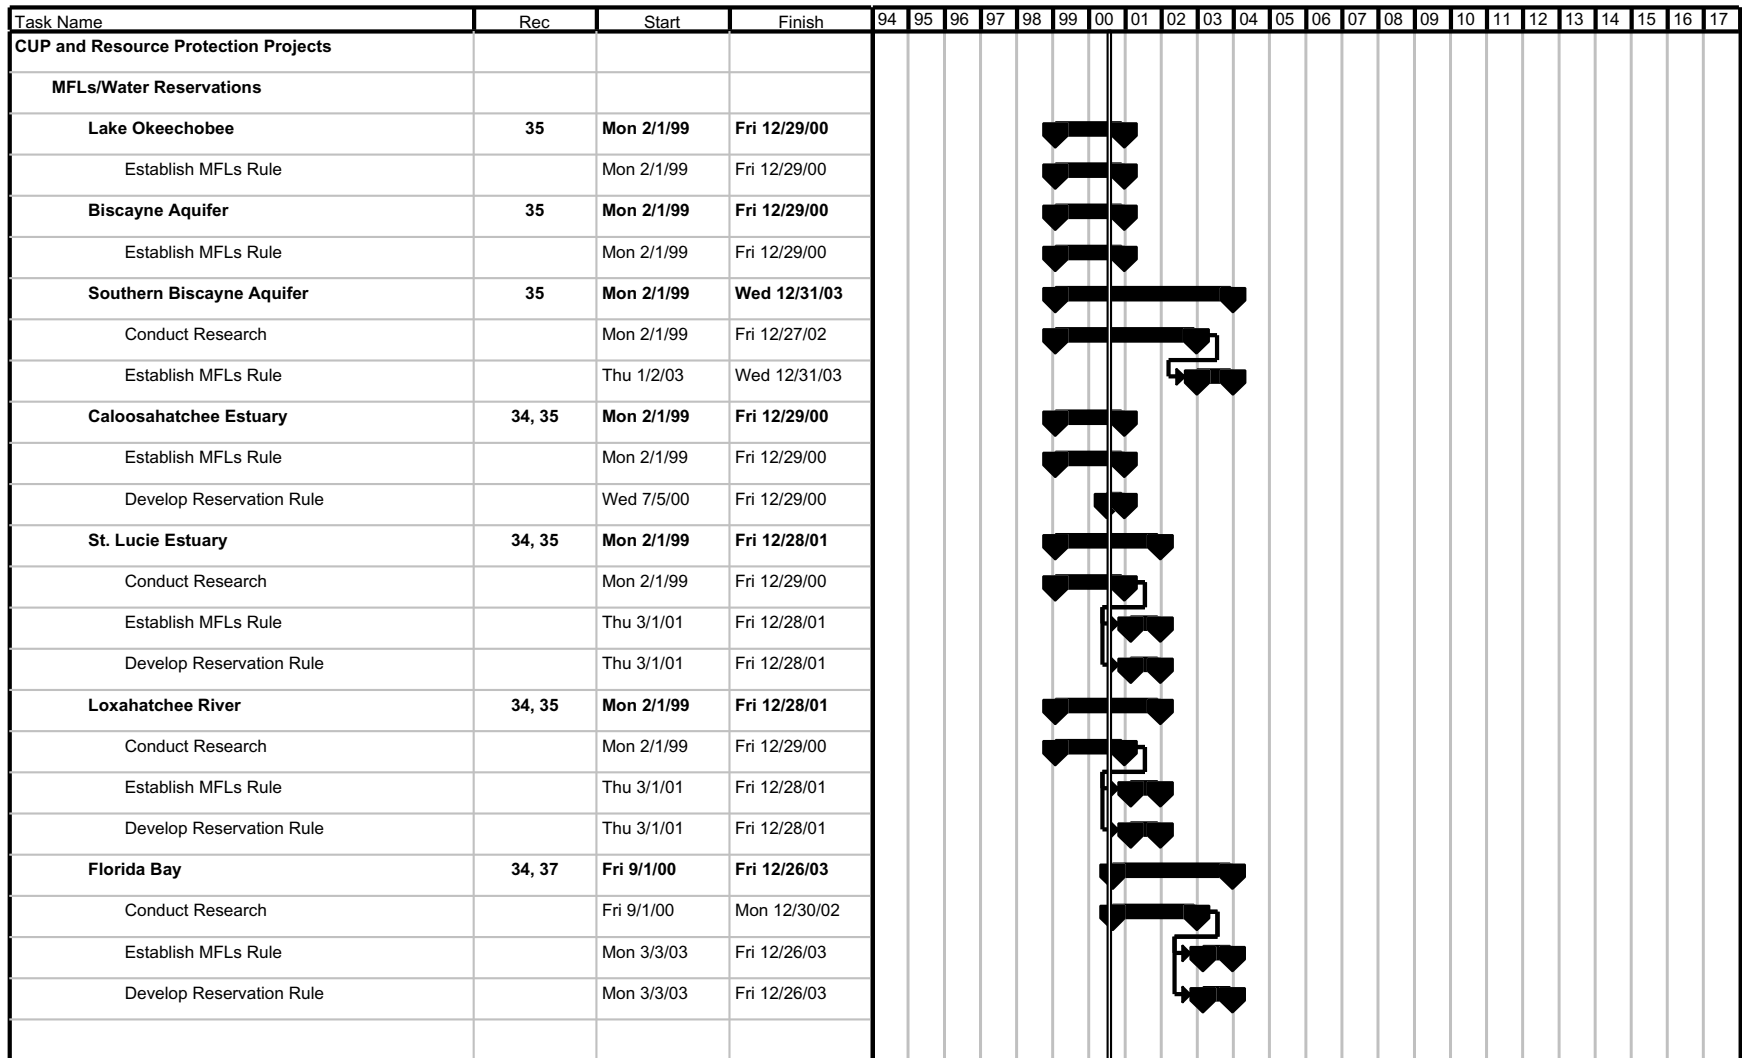 Task Name Rec Start Finish 94 95 96 97 98 99 00 01 02 03 04 05 06 07 08 09 10 11 12 13 14 15 16 17
CUP and Resource Protection Projects
MFLs/Water Reservations
Lake Okeechobee 35 Mon 2/1/99 Fri 12/29/00
Establish MFLs Rule Mon 2/1/99 Fri 12/29/00
Biscayne Aquifer 35 Mon 2/1/99 Fri 12/29/00
Establish MFLs Rule Mon 2/1/99 Fri 12/29/00
Southern Biscayne Aquifer 35 Mon 2/1/99 Wed 12/31/03
Conduct Research Mon 2/1/99 Fri 12/27/02
Establish MFLs Rule Thu 1/2/03 Wed 12/31/03
Caloosahatchee Estuary 34, 35 Mon 2/1/99 Fri 12/29/00
Establish MFLs Rule Mon 2/1/99 Fri 12/29/00
Develop Reservation Rule Wed 7/5/00 Fri 12/29/00
St. Lucie Estuary 34, 35 Mon 2/1/99 Fri 12/28/01
Conduct Research Mon 2/1/99 Fri 12/29/00
Establish MFLs Rule Thu 3/1/01 Fri 12/28/01
Develop Reservation Rule Thu 3/1/01 Fri 12/28/01
Loxahatchee River 34, 35 Mon 2/1/99 Fri 12/28/01
Conduct Research Mon 2/1/99 Fri 12/29/00
Establish MFLs Rule Thu 3/1/01 Fri 12/28/01
Develop Reservation Rule Thu 3/1/01 Fri 12/28/01
Florida Bay 34, 37 Fri 9/1/00 Fri 12/26/03
Conduct Research Fri 9/1/00 Mon 12/30/02
Establish MFLs Rule Mon 3/3/03 Fri 12/26/03
Develop Reservation Rule Mon 3/3/03 Fri 12/26/03